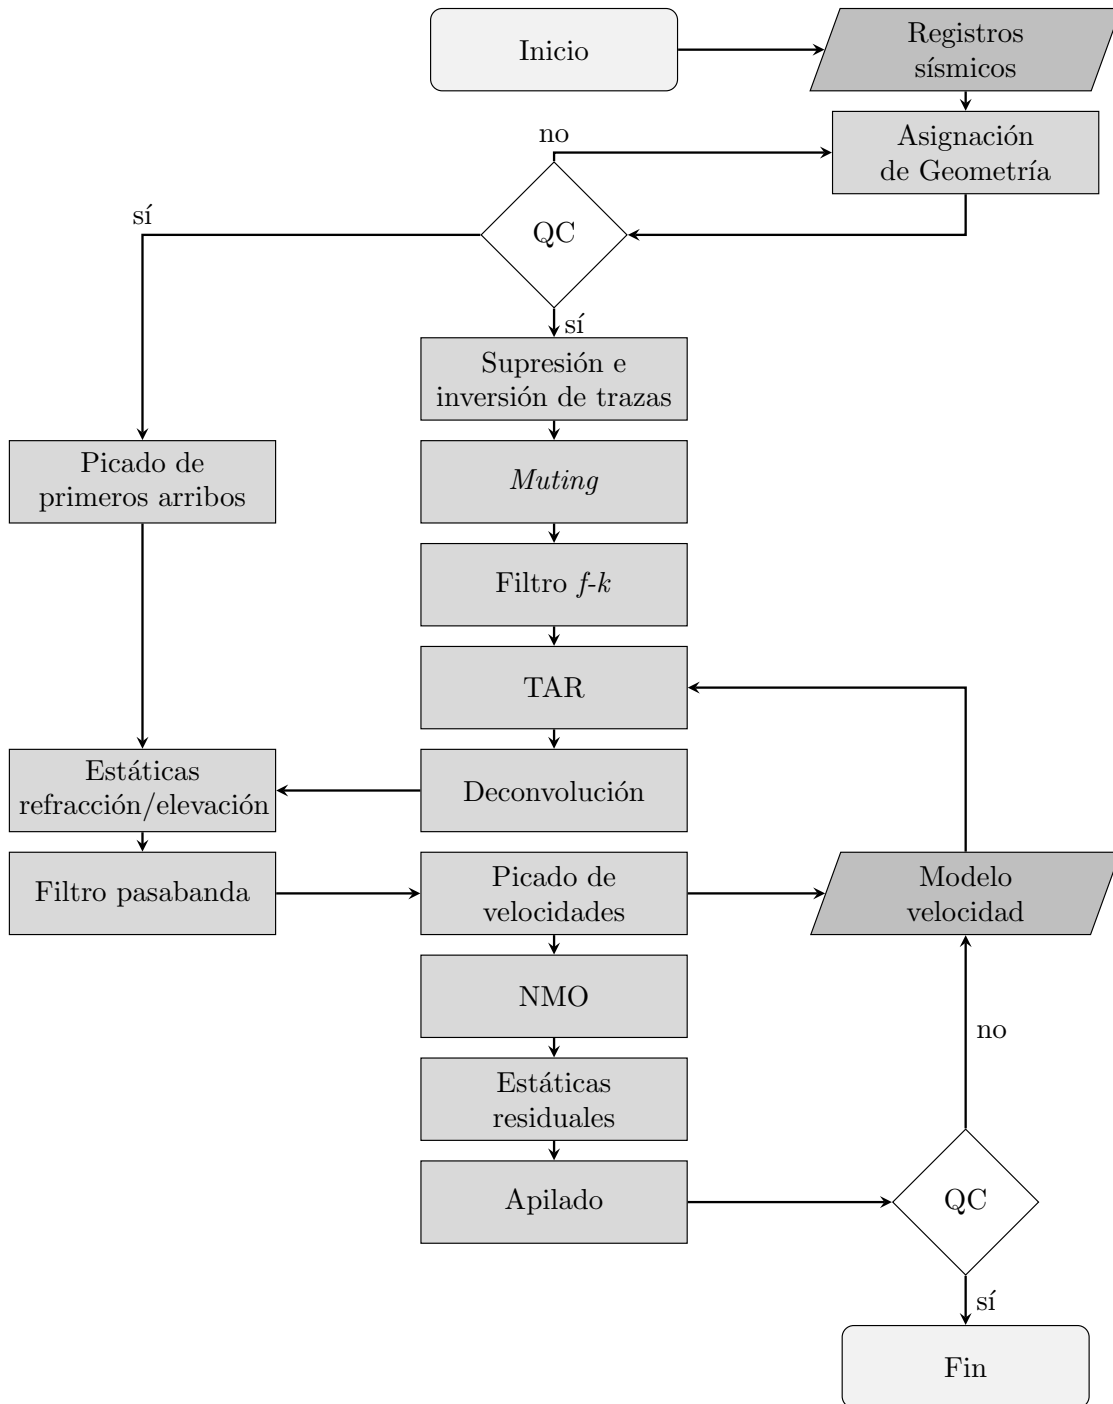 Inicio
Registros
sísmicos
Asignación
de Geometría
no
QC
sí
sí
Supresión e
inversión de trazas
Picado de
primeros arribos
Muting
Filtro f-k
TAR
Estáticas
refracción/elevación
Deconvolución
Filtro pasabanda
Picado de
velocidades
Modelo
velocidad
NMO
no
Estáticas
residuales
Apilado
QC
sí
Fin